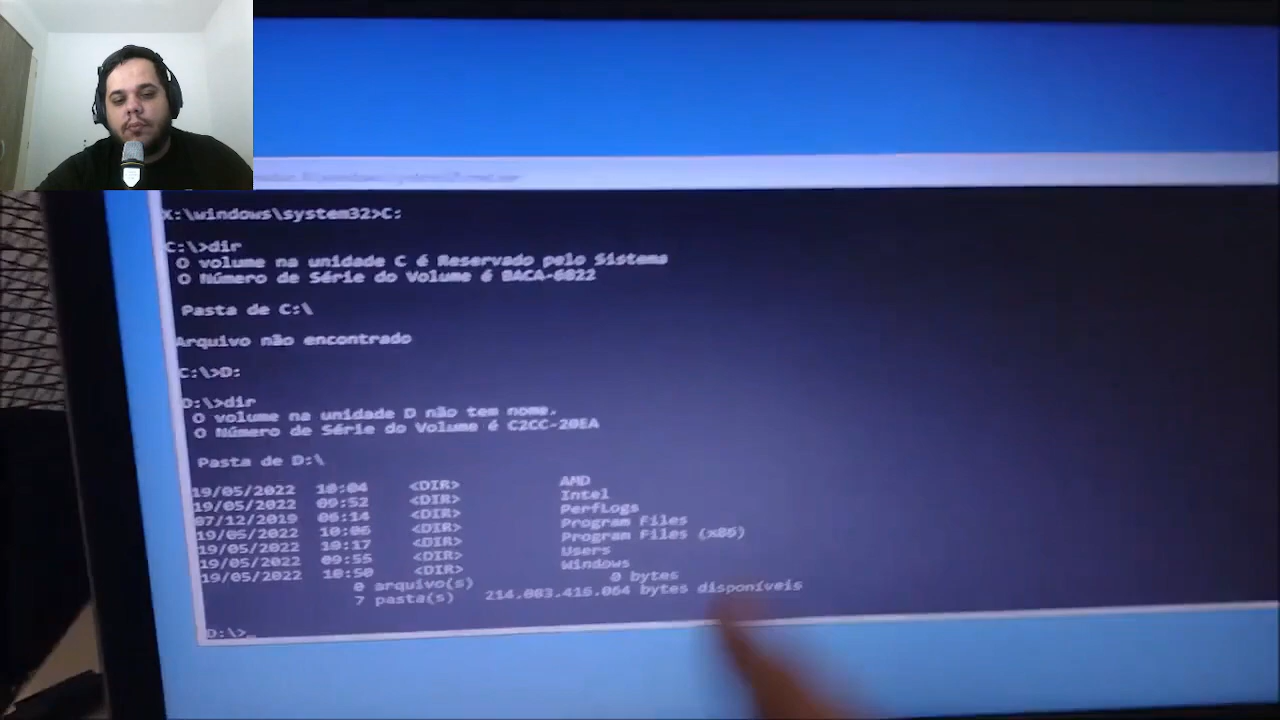 X:\windows\system32>C:
C:\>dir
O volume na unidade C é Reservado pelo Sistema
O Número de Série do Volume é BACA-6822
Pasta de C:\
Arquivo não encontrado
C:\>D:
D:\>dir
O volume na unidade D não tem nome.
O Número de Série do Volume é C2CC-20EA
Pasta de D:\
19/05/2022 10:04 <DIR> AMD
19/05/2022 09:52 <DIR> Intel
07/12/2019 06:14 <DIR> PerfLogs
19/05/2022 10:06 <DIR> Program Files
19/05/2022 10:17 <DIR> Program Files (x86)
19/05/2022 09:55 <DIR> Users
19/05/2022 10:50 <DIR> Windows
0 arquivo(s) 0 bytes
7 pasta(s) 214.083.416.064 bytes disponíveis
D:\>_